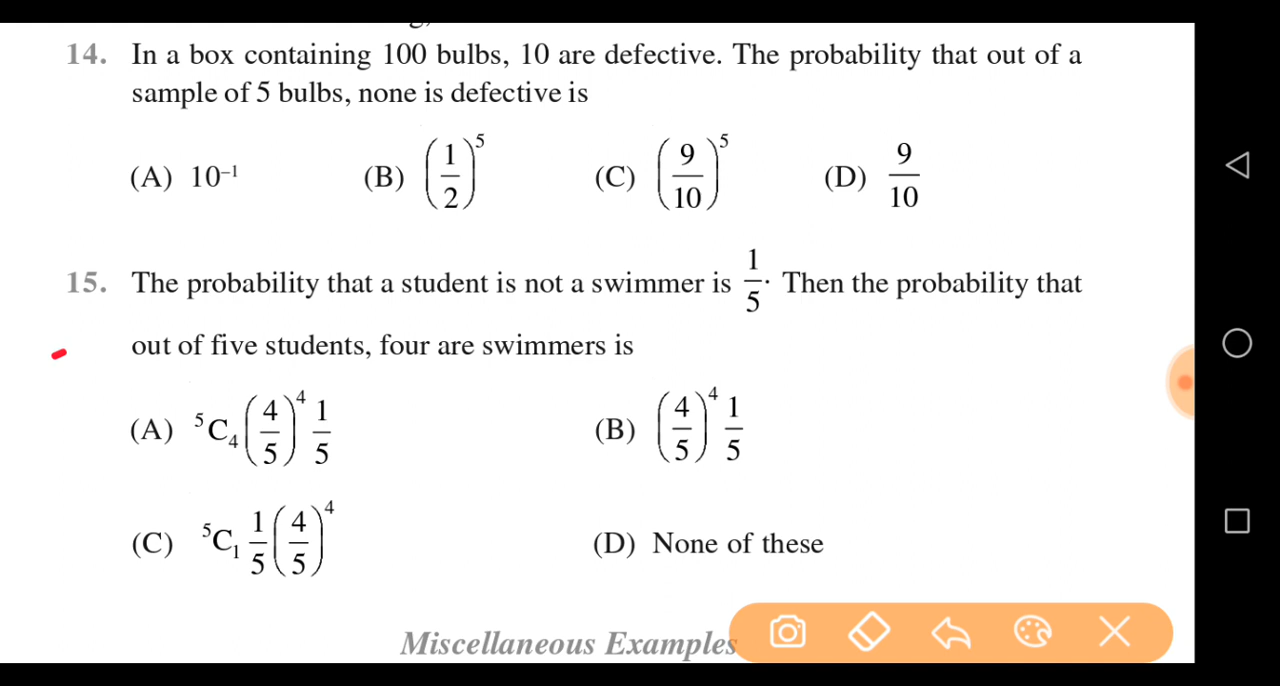 14. In a box containing 100 bulbs, 10 are defective. The probability that out of a
sample of 5 bulbs, none is defective is
(A) 10⁻¹ (B) (1/2)⁵ (C) (9/10)⁵ (D) 9/10
15. The probability that a student is not a swimmer is 1/5. Then the probability that
out of five students, four are swimmers is
(A) ⁵C₄ (4/5)⁴ 1/5 (B) (4/5)⁴ 1/5
(C) ⁵C₁ 1/5 (4/5)⁴ (D) None of these
Miscellaneous Examples